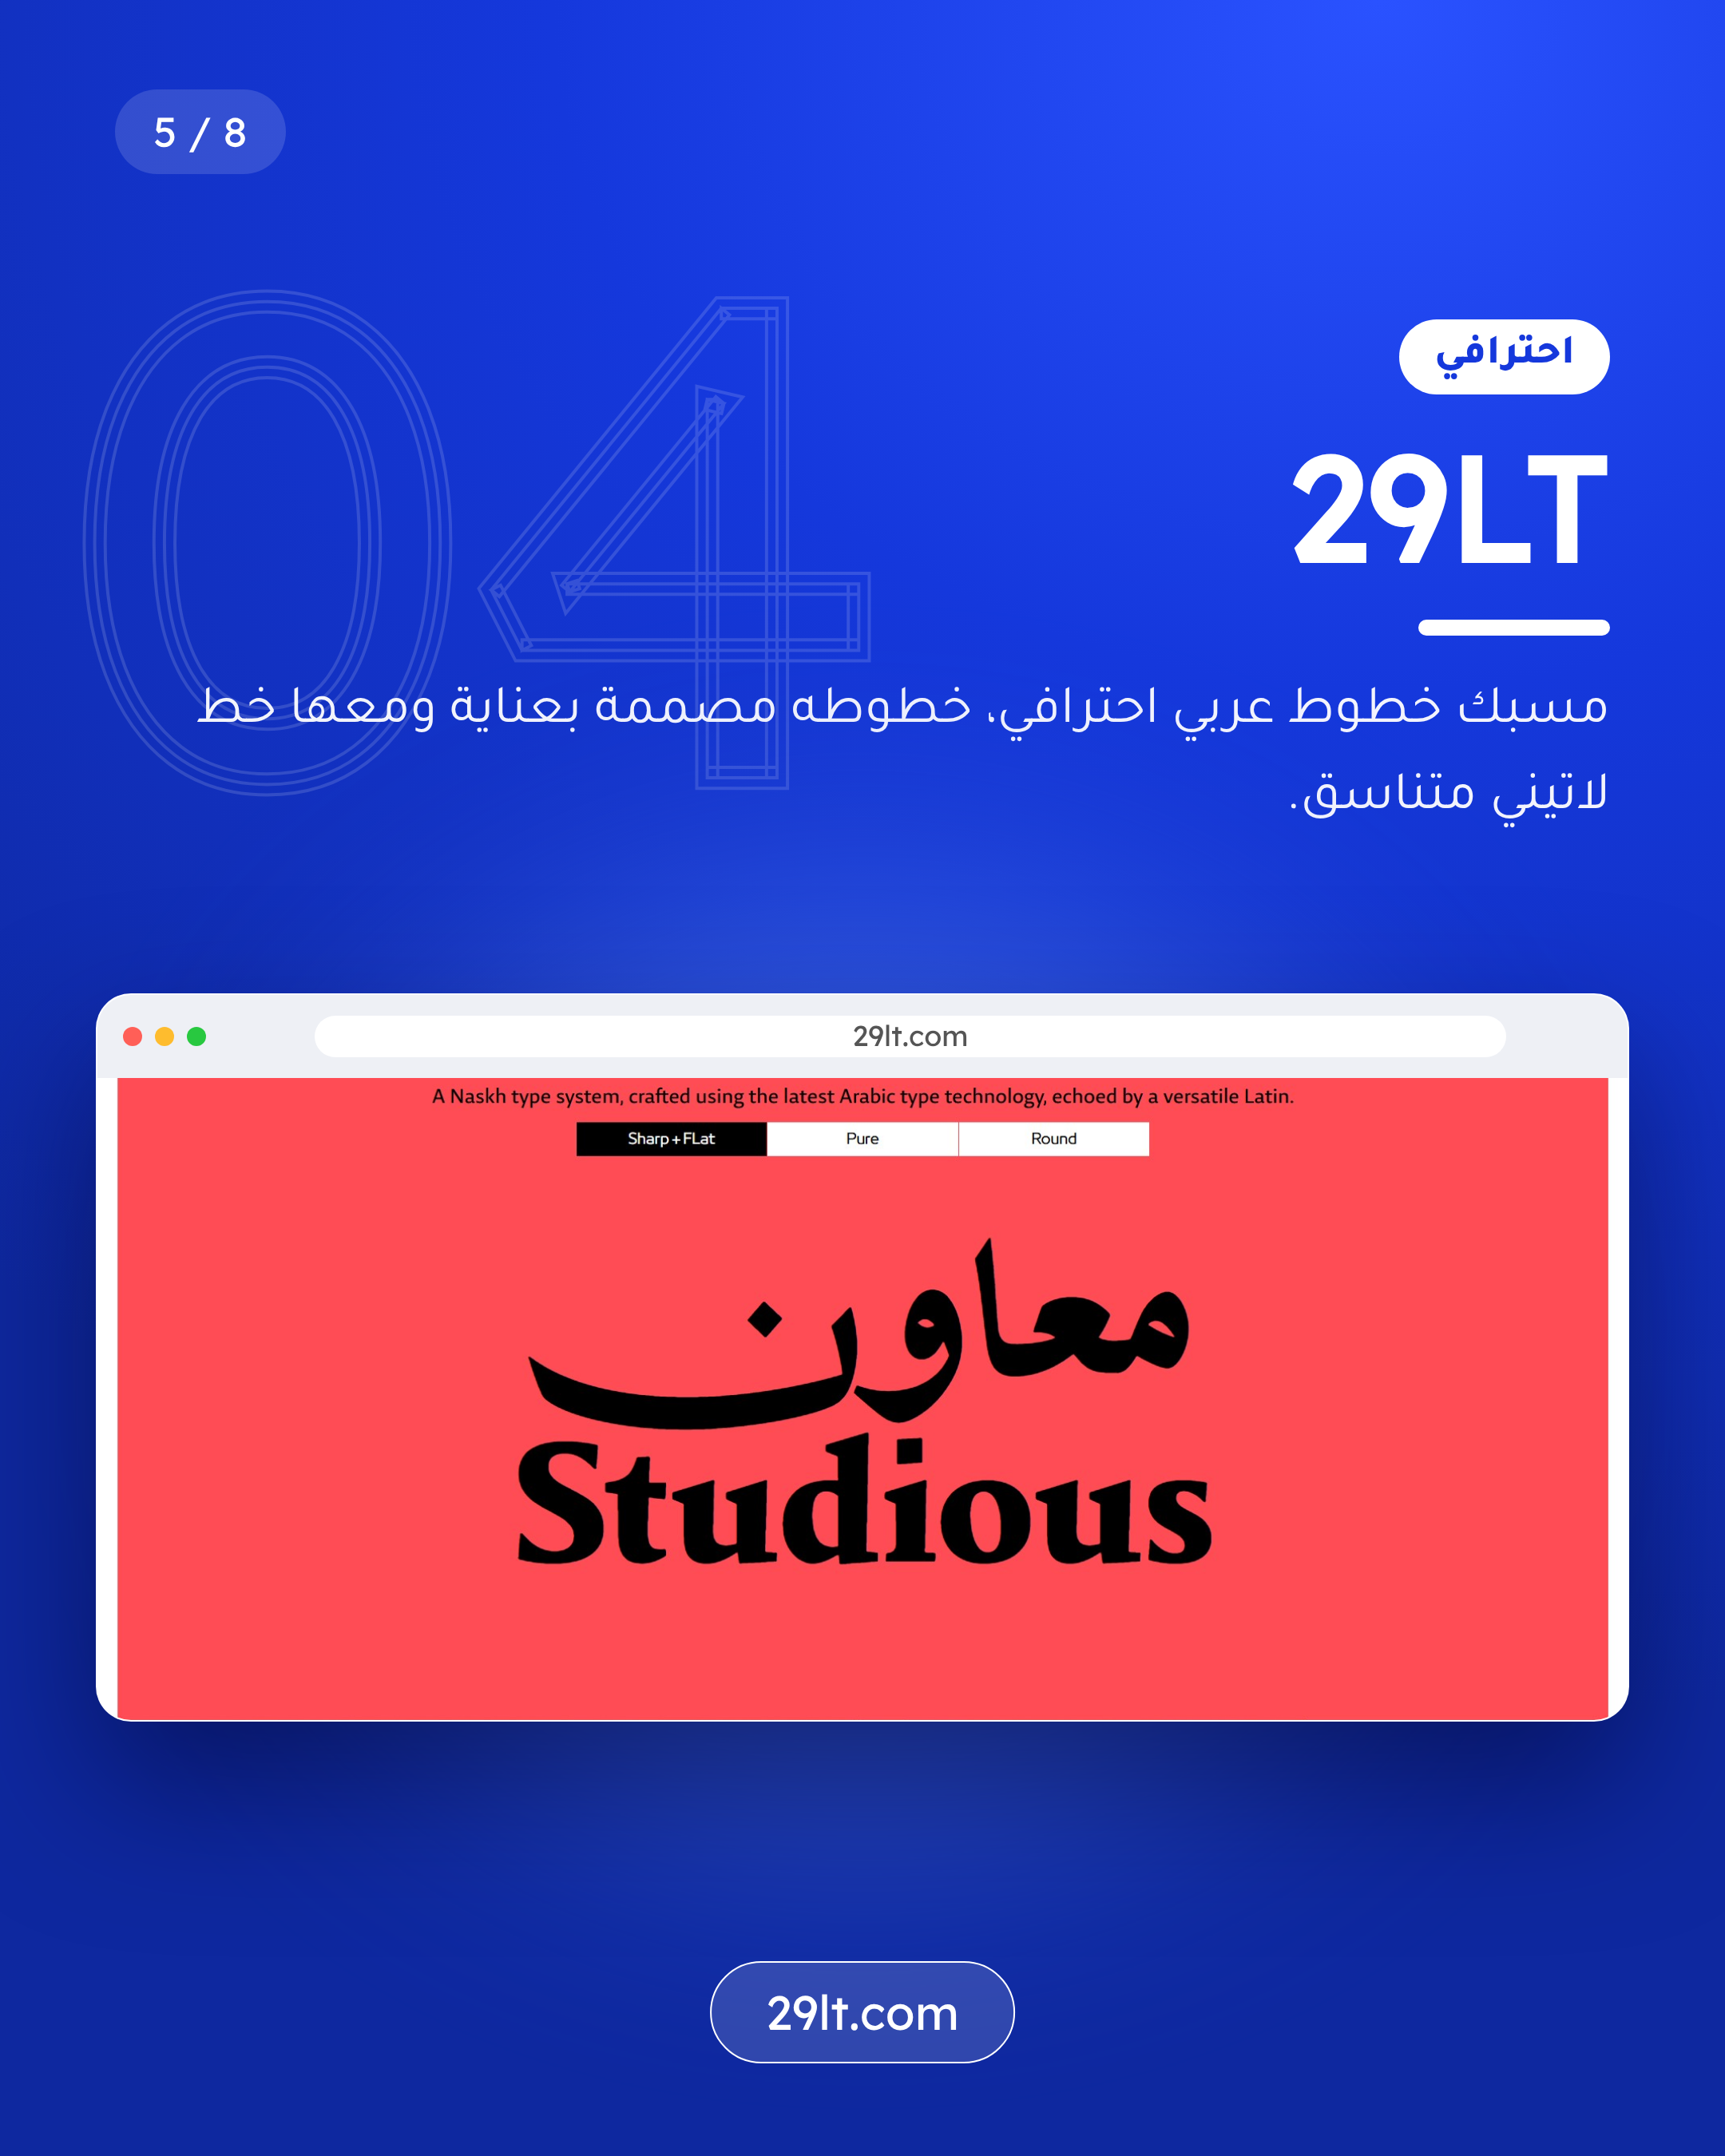 5 / 8
04
احترافي
29LT
مسبك خطوط عربي احترافي، خطوطه مصممة بعناية ومعها خط
لاتيني متناسق.
29lt.com
A Naskh type system, crafted using the latest Arabic type technology, echoed by a versatile Latin.
Sharp + FLat Pure Round
معاون
Studious
29lt.com